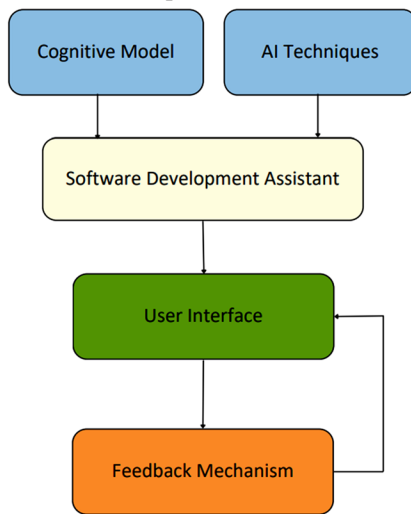 Cognitive Model
AI Techniques
Software Development Assistant
User Interface
Feedback Mechanism